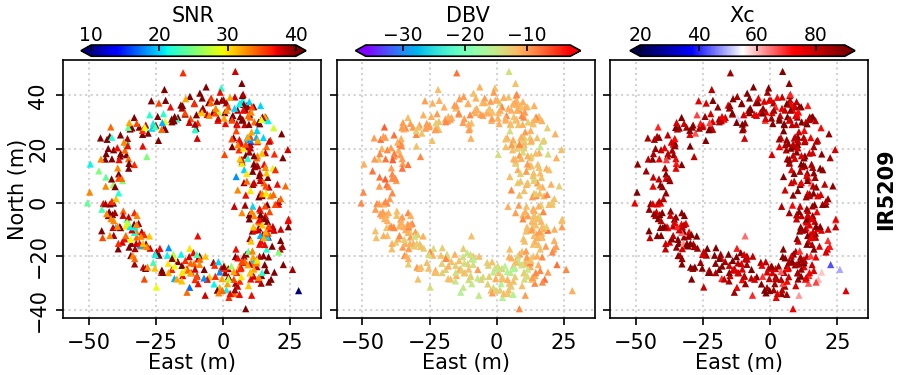 SNR DBV Xc
10 20 30 40 −30 −20 −10 20 40 60 80
40
20
0
−20
−40
North (m)
IR5209
−50 −25 0 25 −50 −25 0 25 −50 −25 0 25
East (m) East (m) East (m)